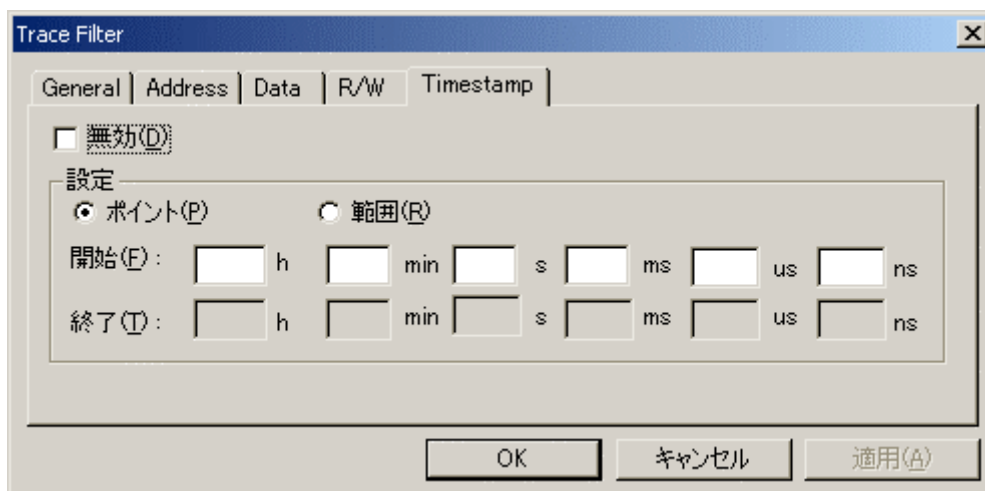 Trace Filter
General Address Data R/W Timestamp
無効(D)
設定
ポイント(P) 範囲(R)
開始(F): h min s ms us ns
終了(T): h min s ms us ns
OK キャンセル 適用(A)